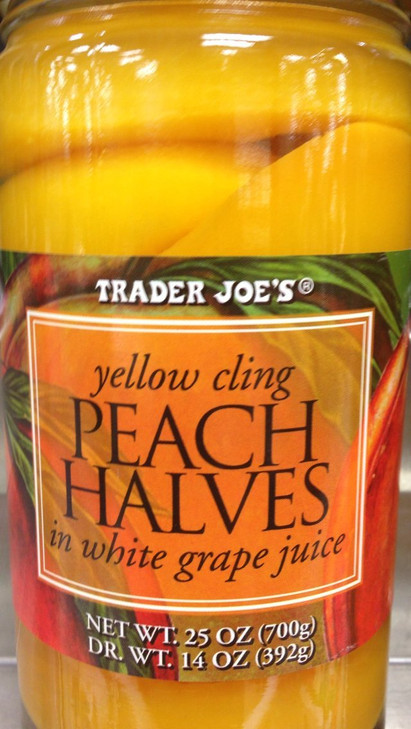 TRADER JOE'S®
yellow cling
PEACH
HALVES
in white grape juice
NET WT. 25 OZ (700g)
DR. WT. 14 OZ (392g)